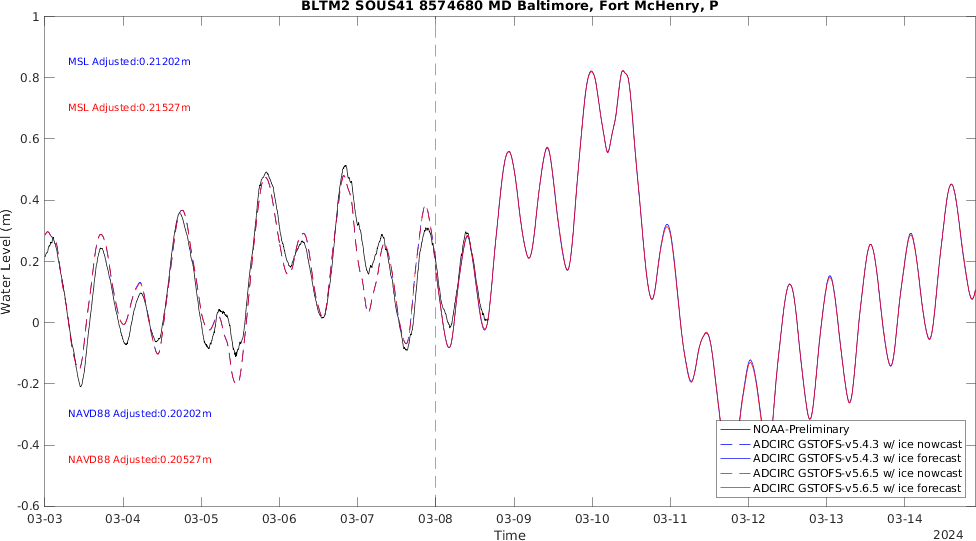 BLTM2 SOUS41 8574680 MD Baltimore, Fort McHenry, P
1
0.8
0.6
0.4
0.2
0
-0.2
-0.4
-0.6
Water Level (m)
MSL Adjusted:0.21202m
MSL Adjusted:0.21527m
NAVD88 Adjusted:0.20202m
NAVD88 Adjusted:0.20527m
NOAA-Preliminary
ADCIRC GSTOFS-v5.4.3 w/ ice nowcast
ADCIRC GSTOFS-v5.4.3 w/ ice forecast
ADCIRC GSTOFS-v5.6.5 w/ ice nowcast
ADCIRC GSTOFS-v5.6.5 w/ ice forecast
03-03 03-04 03-05 03-06 03-07 03-08 03-09 03-10 03-11 03-12 03-13 03-14
Time
2024